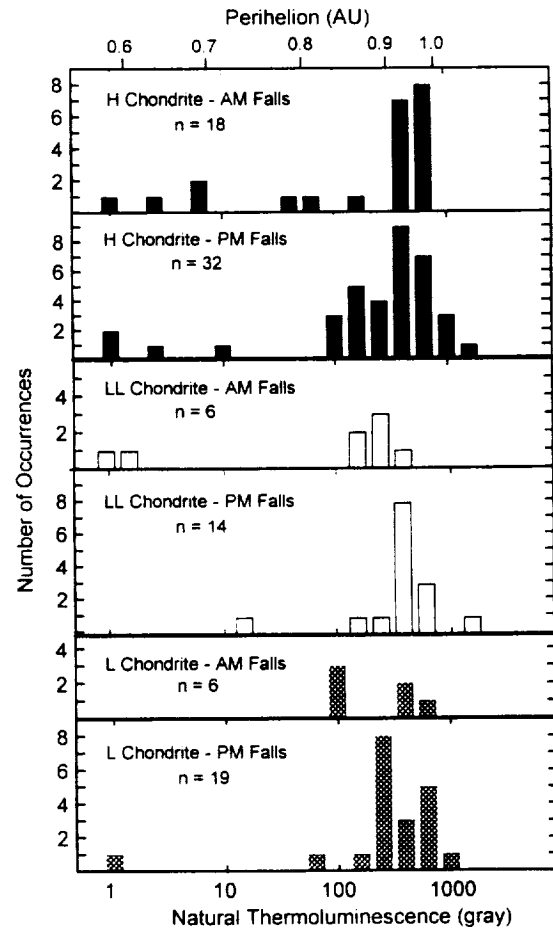 Perihelion (AU)
0.6 0.7 0.8 0.9 1.0
Number of Occurrences
8
6
4
2
H Chondrite - AM Falls
n = 18
8
6
4
2
H Chondrite - PM Falls
n = 32
4
2
LL Chondrite - AM Falls
n = 6
8
6
4
2
LL Chondrite - PM Falls
n = 14
4
2
L Chondrite - AM Falls
n = 6
8
6
4
2
L Chondrite - PM Falls
n = 19
1 10 100 1000
Natural Thermoluminescence (gray)